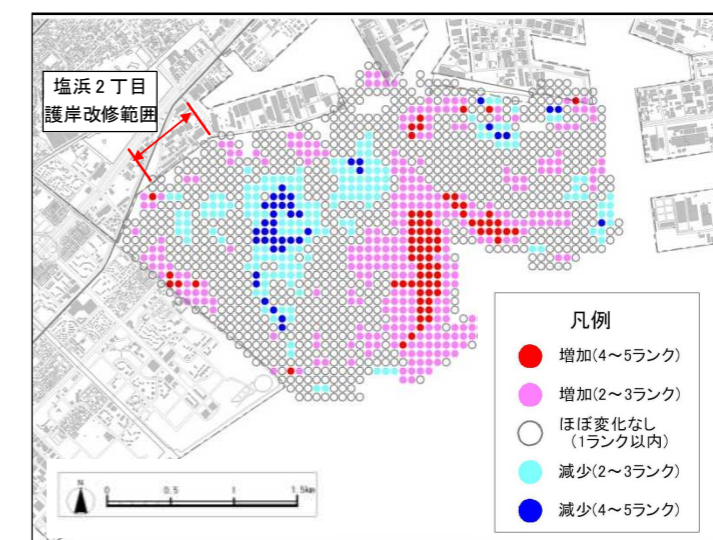 塩浜2丁目
護岸改修範囲
凡例
増加(4～5ランク)
増加(2～3ランク)
ほぼ変化なし
(1ランク以内)
減少(2～3ランク)
減少(4～5ランク)
N
0 0.5 1 1.5km